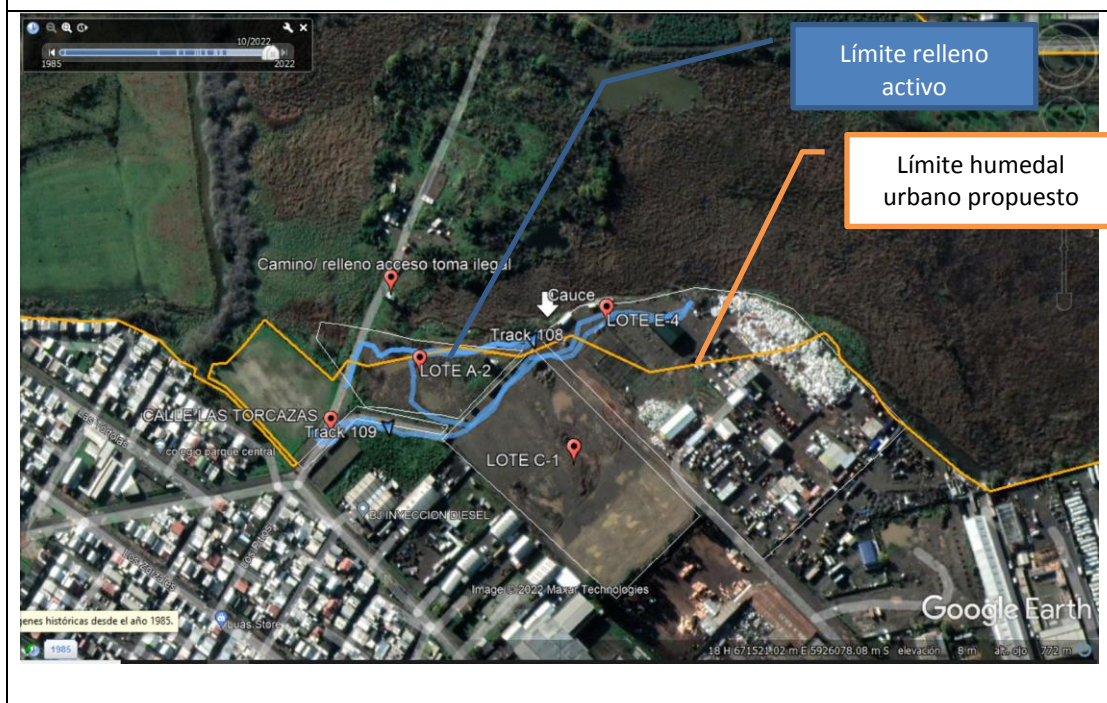 10/2022
1985
2022
Límite relleno
activo
Límite humedal
urbano propuesto
Camino/ relleno acceso toma ilegal
Cauce
LOTE E-4
Track 108
LOTE A-2
CALLE LAS TORCAZAS
Track 109
colegio parque central
LOTE C-1
BJ INYECCION DIESEL
Image © 2022 Maxar Technologies
Google Earth
Luas Store
genes históricas desde el año 1985.
1985
18 H 671521.02 m E 5926078.08 m S elevación 8 m alt. ojo 772 m